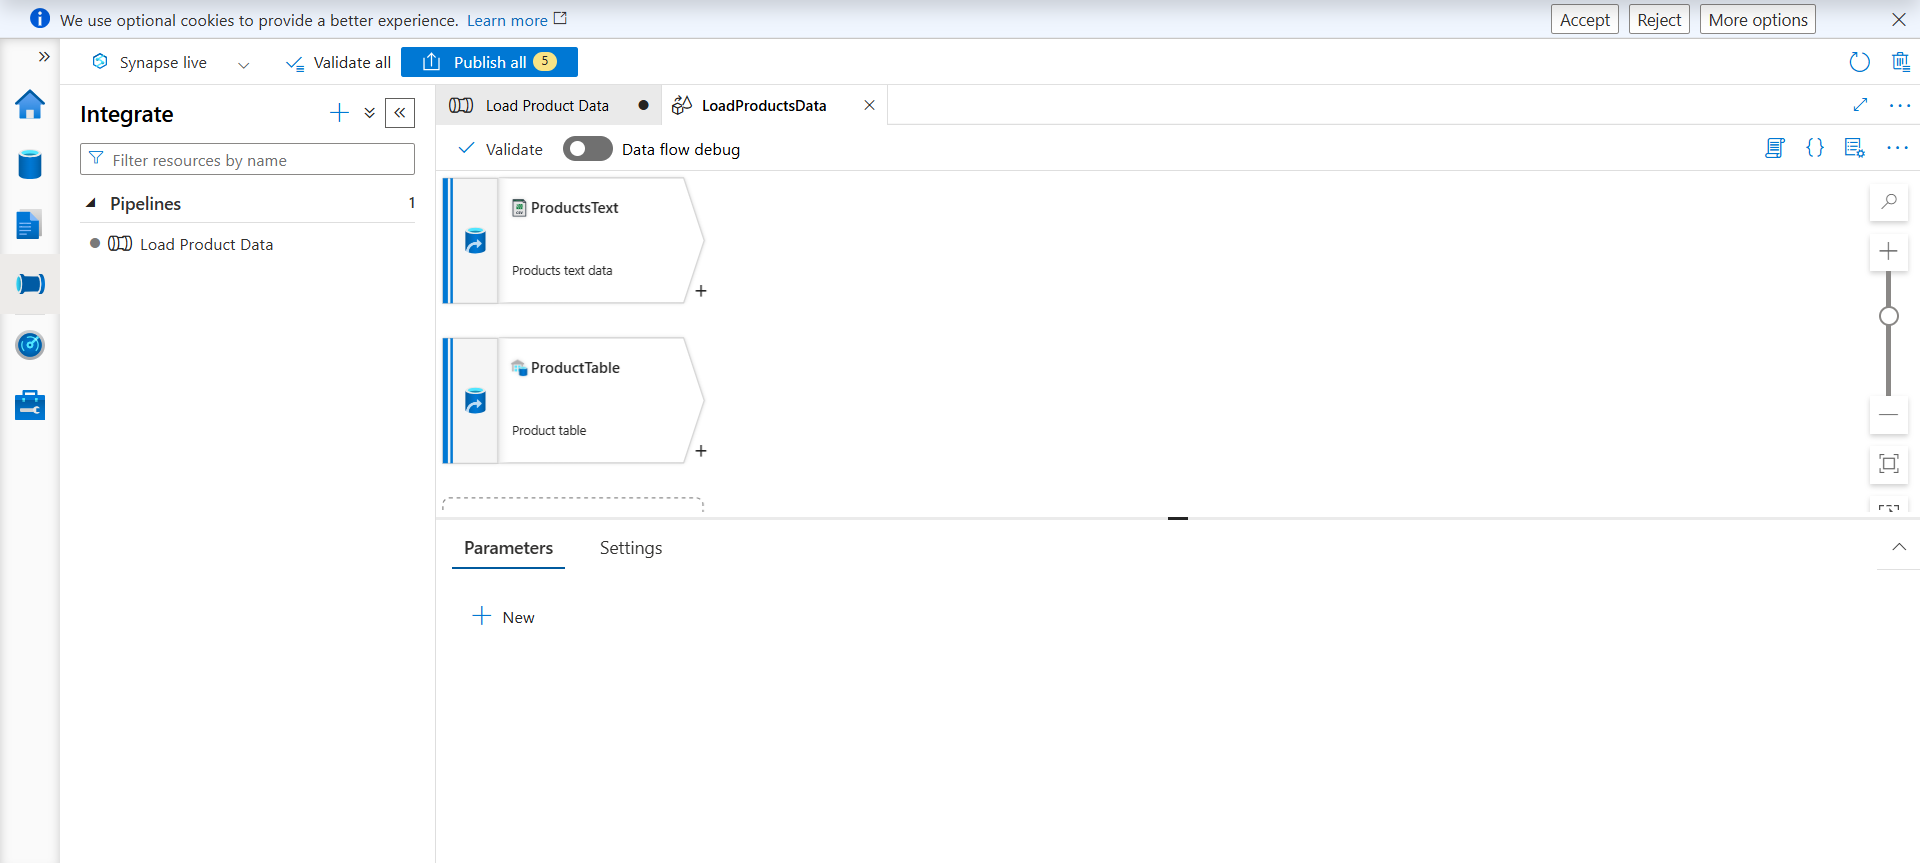 We use optional cookies to provide a better experience. Learn more
Accept
Reject
More options
Synapse live
Validate all
Publish all 5
Integrate
Filter resources by name
Pipelines 1
Load Product Data
Load Product Data
LoadProductsData
Validate
Data flow debug
ProductsText
Products text data
ProductTable
Product table
Parameters
Settings
New